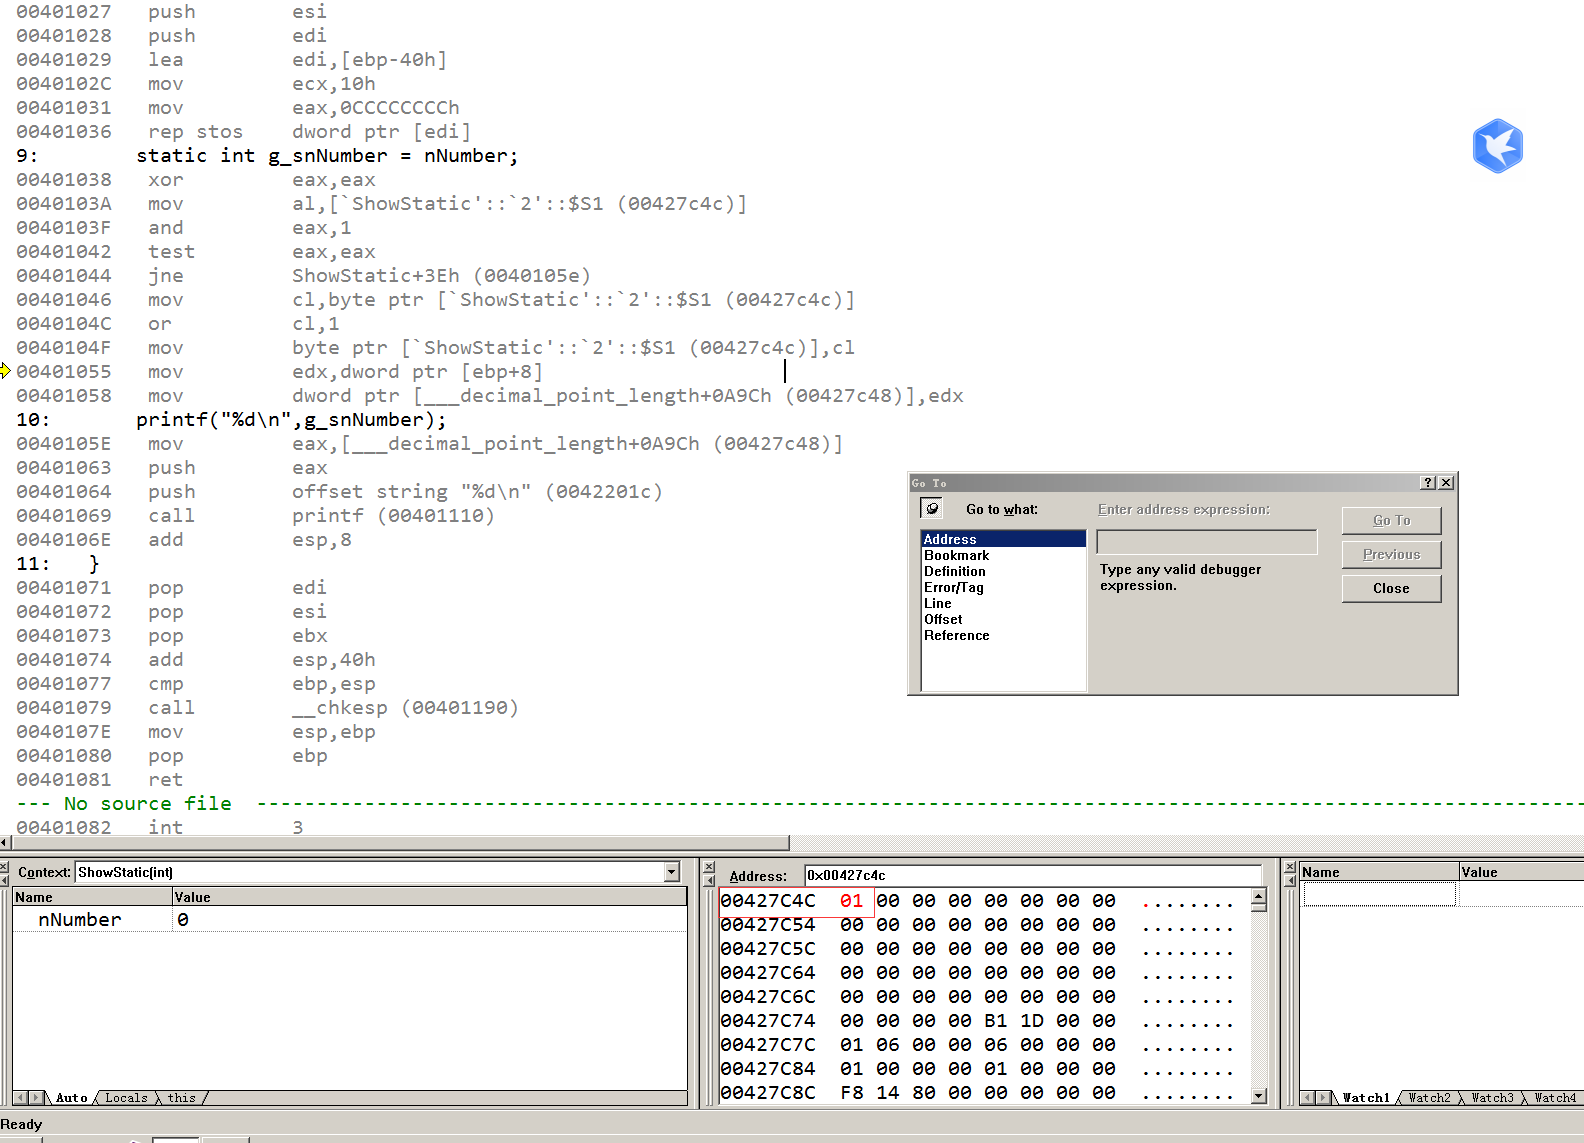 00401027 push esi
00401028 push edi
00401029 lea edi,[ebp-40h]
0040102C mov ecx,10h
00401031 mov eax,0CCCCCCCCh
00401036 rep stos dword ptr [edi]
9: static int g_snNumber = nNumber;
00401038 xor eax,eax
0040103A mov al,[`ShowStatic'::`2'::$S1 (00427c4c)]
0040103F and eax,1
00401042 test eax,eax
00401044 jne ShowStatic+3Eh (0040105e)
00401046 mov cl,byte ptr [`ShowStatic'::`2'::$S1 (00427c4c)]
0040104C or cl,1
0040104F mov byte ptr [`ShowStatic'::`2'::$S1 (00427c4c)],cl
00401055 mov edx,dword ptr [ebp+8]
00401058 mov dword ptr [___decimal_point_length+0A9Ch (00427c48)],edx
10: printf("%d\n",g_snNumber);
0040105E mov eax,[___decimal_point_length+0A9Ch (00427c48)]
00401063 push eax
00401064 push offset string "%d\n" (0042201c)
00401069 call printf (00401110)
0040106E add esp,8
11: }
00401071 pop edi
00401072 pop esi
00401073 pop ebx
00401074 add esp,40h
00401077 cmp ebp,esp
00401079 call __chkesp (00401190)
0040107E mov esp,ebp
00401080 pop ebp
00401081 ret
--- No source file ---
00401082 int 3
Go To
Go to what:
Address
Bookmark
Definition
Error/Tag
Line
Offset
Reference
Enter address expression:
Type any valid debugger
expression.
Go To
Previous
Close
Context: ShowStatic(int)
Name Value
nNumber 0
Auto Locals this
Address: 0x00427c4c
00427C4C 01 00 00 00 00 00 00 00 ........
00427C54 00 00 00 00 00 00 00 00 ........
00427C5C 00 00 00 00 00 00 00 00 ........
00427C64 00 00 00 00 00 00 00 00 ........
00427C6C 00 00 00 00 00 00 00 00 ........
00427C74 00 00 00 00 B1 1D 00 00 ........
00427C7C 01 06 00 00 06 00 00 00 ........
00427C84 01 00 00 00 01 00 00 00 ........
00427C8C F8 14 80 00 00 00 00 00 ........
Name Value
Watch1 Watch2 Watch3 Watch4
Ready